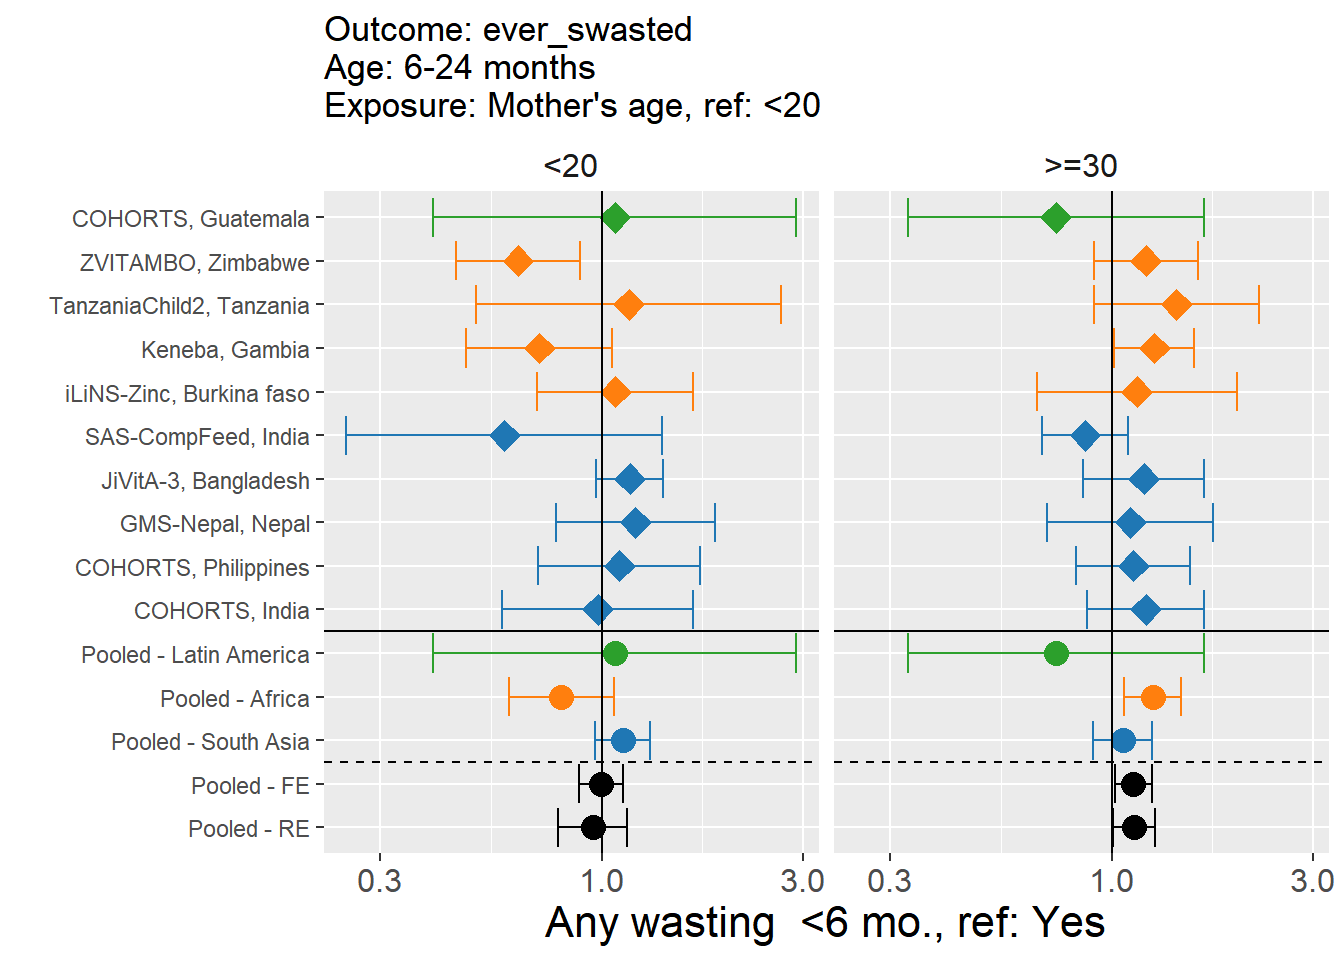 Outcome: ever_swasted
Age: 6-24 months
Exposure: Mother's age, ref: <20
<20
>=30
COHORTS, Guatemala
ZVITAMBO, Zimbabwe
TanzaniaChild2, Tanzania
Keneba, Gambia
iLiNS-Zinc, Burkina faso
SAS-CompFeed, India
JiVitA-3, Bangladesh
GMS-Nepal, Nepal
COHORTS, Philippines
COHORTS, India
Pooled - Latin America
Pooled - Africa
Pooled - South Asia
Pooled - FE
Pooled - RE
0.3 1.0 3.0 0.3 1.0 3.0
Any wasting  <6 mo., ref: Yes